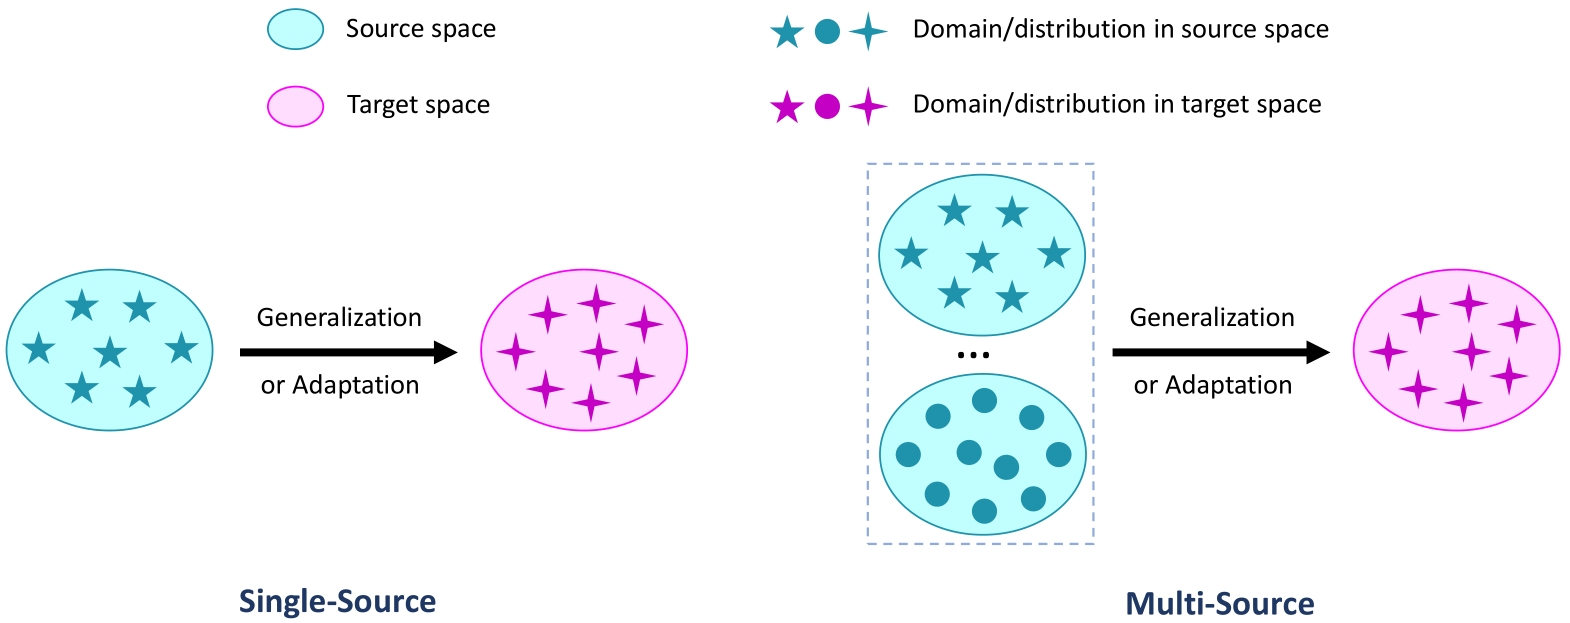 Source space
Domain/distribution in source space
Target space
Domain/distribution in target space
Generalization
or Adaptation
...
Generalization
or Adaptation
Single-Source
Multi-Source